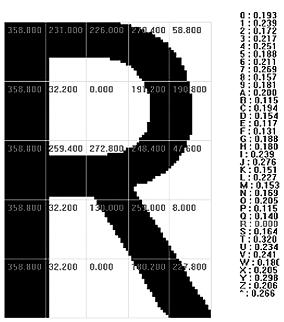 358.800 231.000 226.000 279.400 58.800
358.800 32.200 0.000 191.200 190.800
358.800 259.400 272.800 248.400 47.600
358.800 32.200 130.000 258.000 8.000
358.800 32.200 0.000 180.200 227.800
0 : 0.193
1 : 0.239
2 : 0.172
3 : 0.217
4 : 0.251
5 : 0.188
6 : 0.211
7 : 0.269
8 : 0.157
9 : 0.181
A : 0.200
B : 0.115
C : 0.194
D : 0.154
E : 0.117
F : 0.131
G : 0.188
H : 0.180
I : 0.239
J : 0.276
K : 0.151
L : 0.227
M : 0.153
N : 0.169
O : 0.205
P : 0.115
Q : 0.140
R : 0.000
S : 0.164
T : 0.320
U : 0.234
V : 0.241
W : 0.180
X : 0.205
Y : 0.298
Z : 0.206
* : 0.266